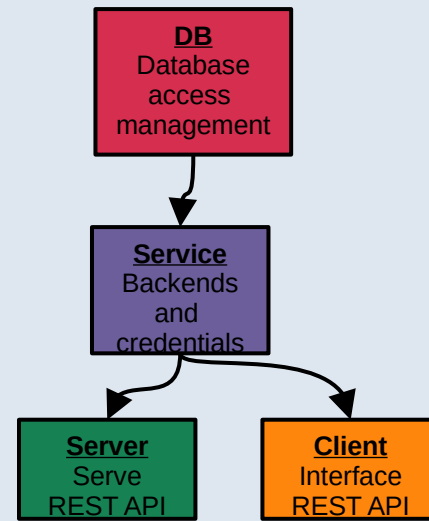 DB
Database
access
management
Service
Backends
and
credentials
Server
Serve
REST API
Client
Interface
REST API